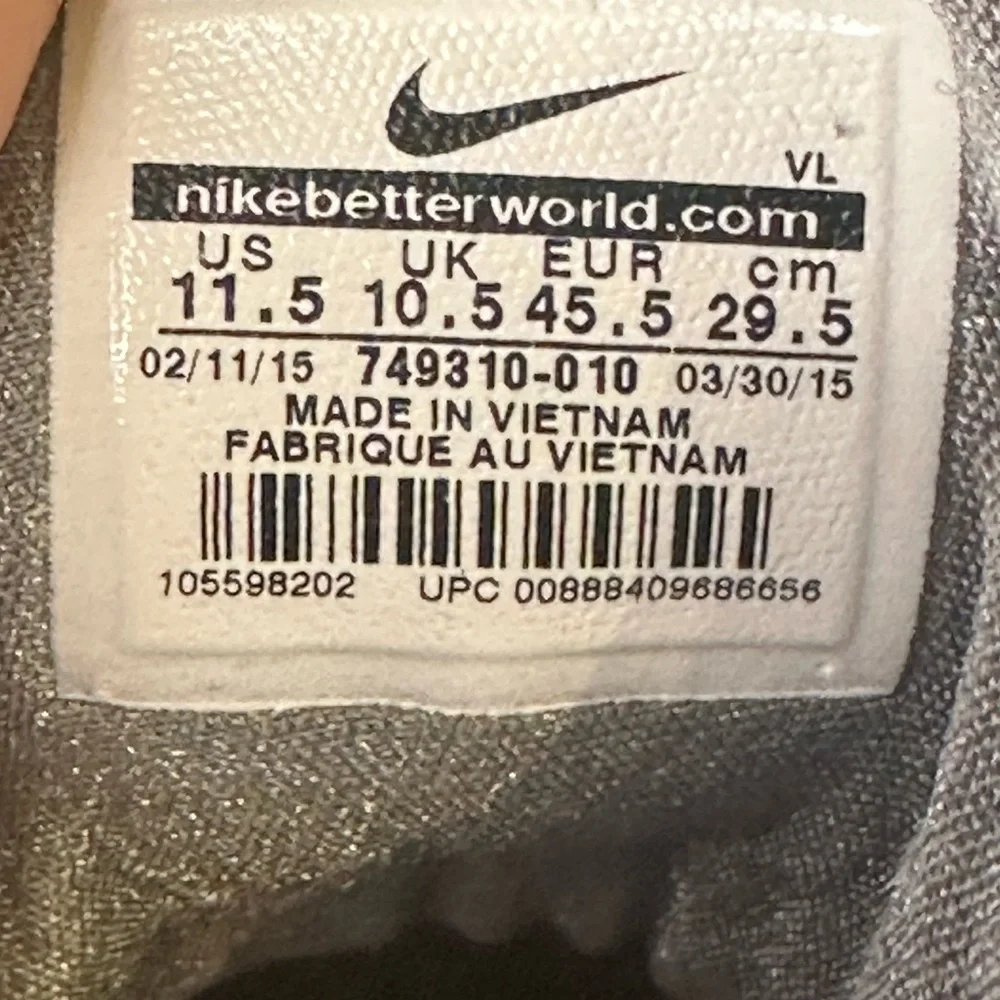 VL
nikebetterworld.com
US UK EUR cm
11.5 10.5 45.5 29.5
02/11/15 749310-010 03/30/15
MADE IN VIETNAM
FABRIQUE AU VIETNAM
105598202 UPC 00888409686656